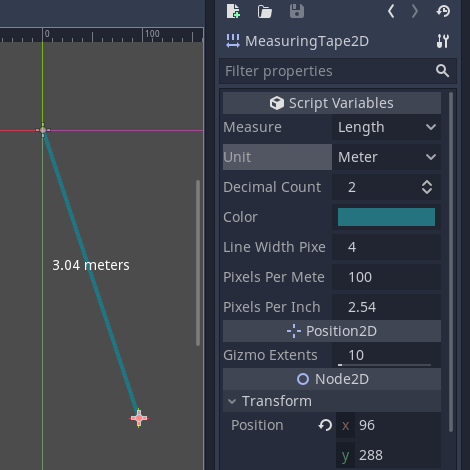 MeasuringTape2D
0 100
Filter properties
Script Variables
Measure Length
Unit Meter
Decimal Count 2
Color
3.04 meters
Line Width Pixe 4
Pixels Per Mete 100
Pixels Per Inch 2.54
Position2D
Gizmo Extents 10
Node2D
Transform
Position x 96
y 288